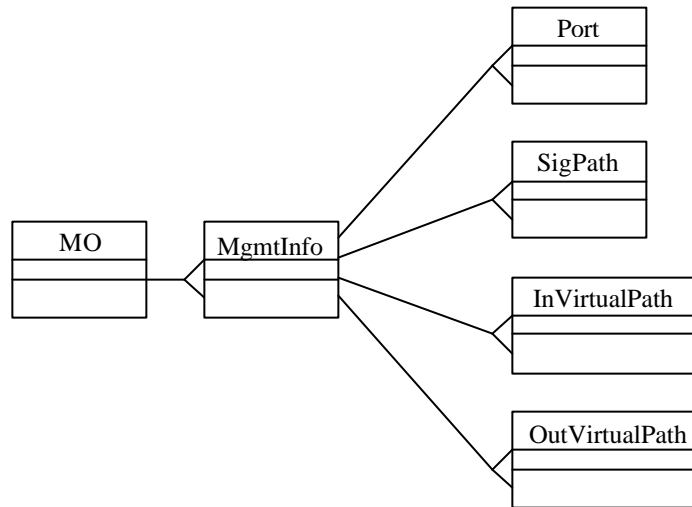 Port
SigPath
MO
MgmtInfo
InVirtualPath
OutVirtualPath